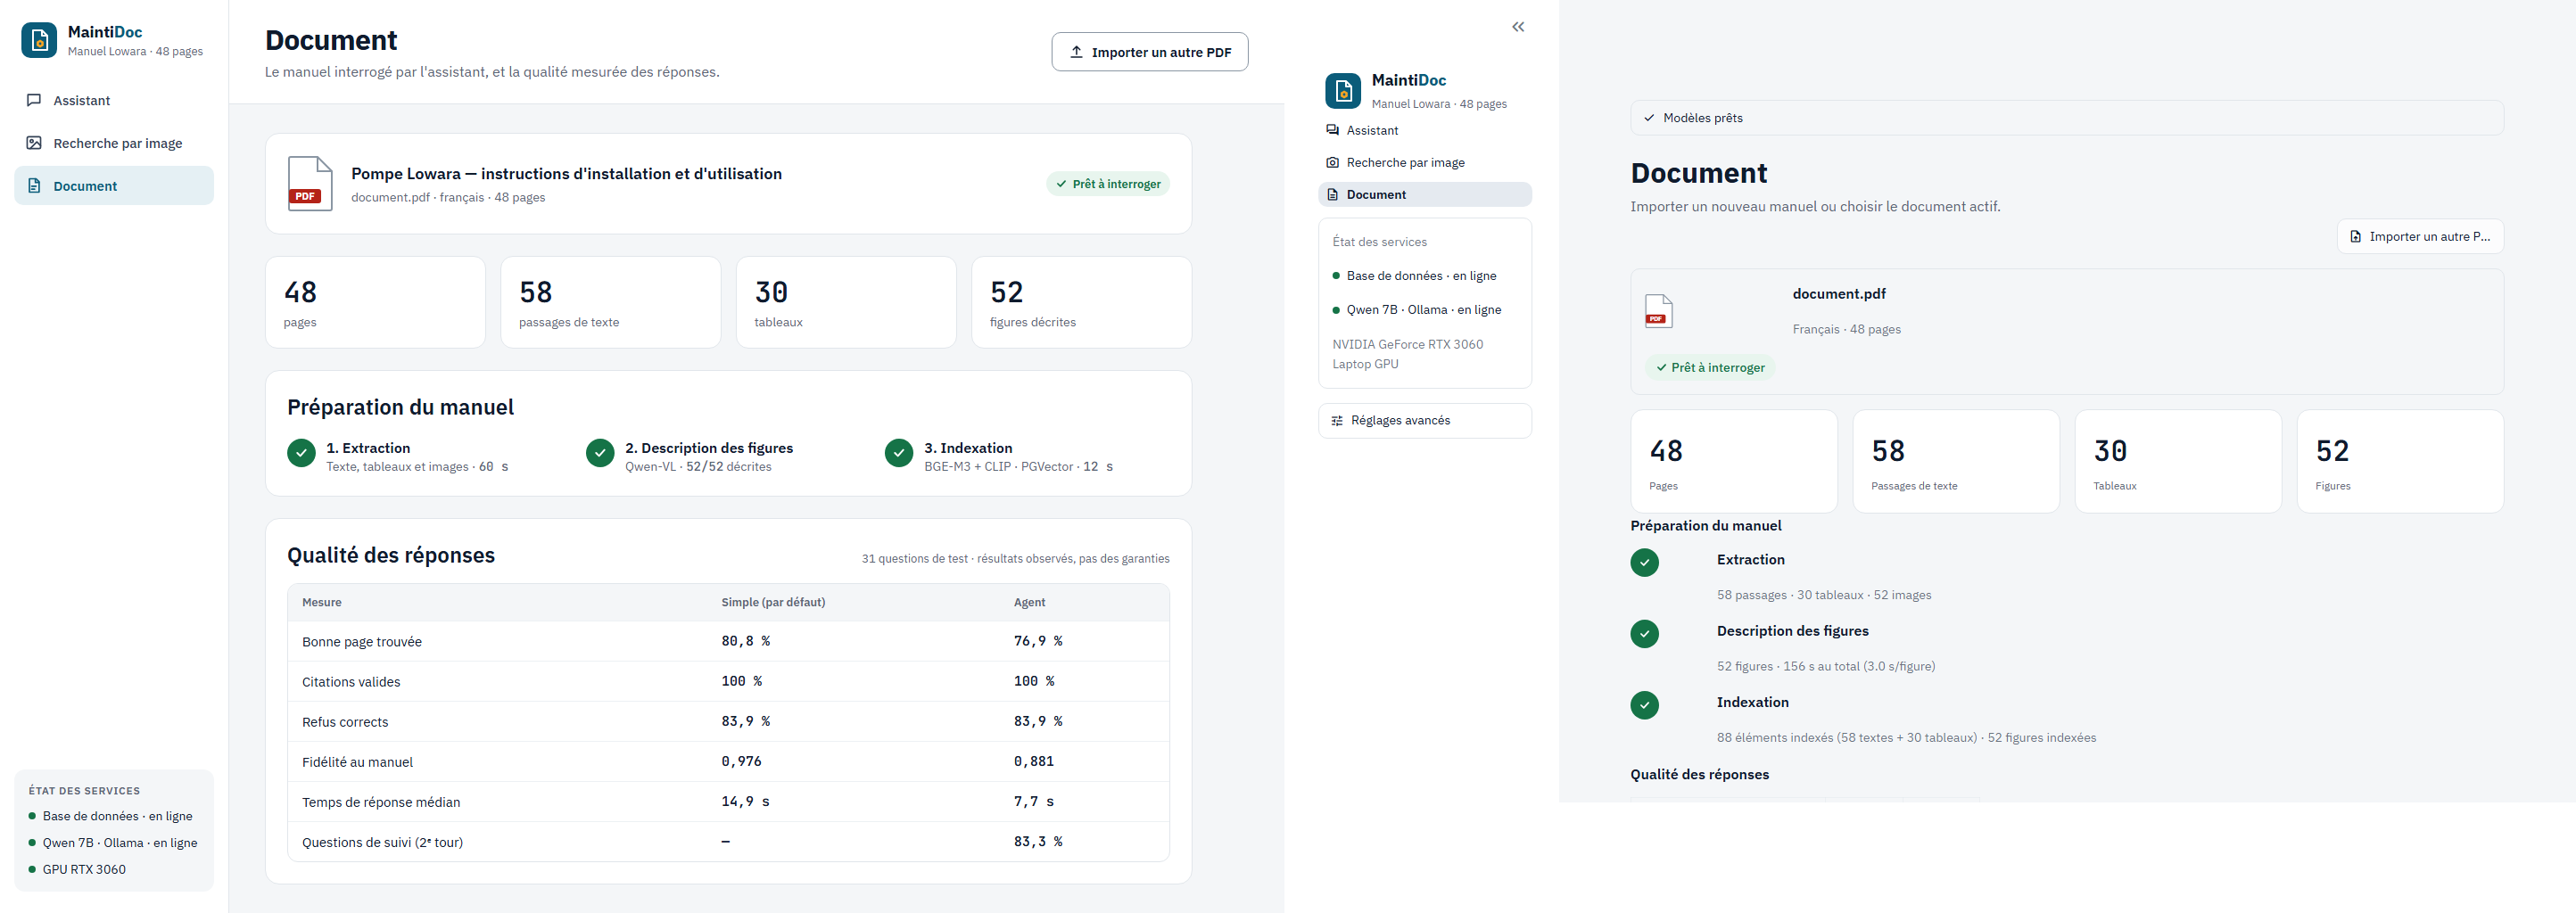 MaintiDoc
Manuel Lowara · 48 pages
Assistant
Recherche par image
Document
ÉTAT DES SERVICES
Base de données · en ligne
Qwen 7B · Ollama · en ligne
GPU RTX 3060
Document
Le manuel interrogé par l'assistant, et la qualité mesurée des réponses.
Importer un autre PDF
PDF
Pompe Lowara — instructions d'installation et d'utilisation
document.pdf · français · 48 pages
Prêt à interroger
48
pages
58
passages de texte
30
tableaux
52
figures décrites
Préparation du manuel
1. Extraction
Texte, tableaux et images · 60 s
2. Description des figures
Qwen-VL · 52/52 décrites
3. Indexation
BGE-M3 + CLIP · PGVector · 12 s
Qualité des réponses
31 questions de test · résultats observés, pas des garanties
Mesure Simple (par défaut) Agent
Bonne page trouvée 80,8 % 76,9 %
Citations valides 100 % 100 %
Refus corrects 83,9 % 83,9 %
Fidélité au manuel 0,976 0,881
Temps de réponse médian 14,9 s 7,7 s
Questions de suivi (2ᵉ tour) — 83,3 %
MaintiDoc
Manuel Lowara · 48 pages
Assistant
Recherche par image
Document
État des services
Base de données · en ligne
Qwen 7B · Ollama · en ligne
NVIDIA GeForce RTX 3060
Laptop GPU
Réglages avancés
Modèles prêts
Document
Importer un nouveau manuel ou choisir le document actif.
Importer un autre P...
PDF
document.pdf
Français · 48 pages
Prêt à interroger
48
Pages
58
Passages de texte
30
Tableaux
52
Figures
Préparation du manuel
Extraction
58 passages · 30 tableaux · 52 images
Description des figures
52 figures · 156 s au total (3.0 s/figure)
Indexation
88 éléments indexés (58 textes + 30 tableaux) · 52 figures indexées
Qualité des réponses